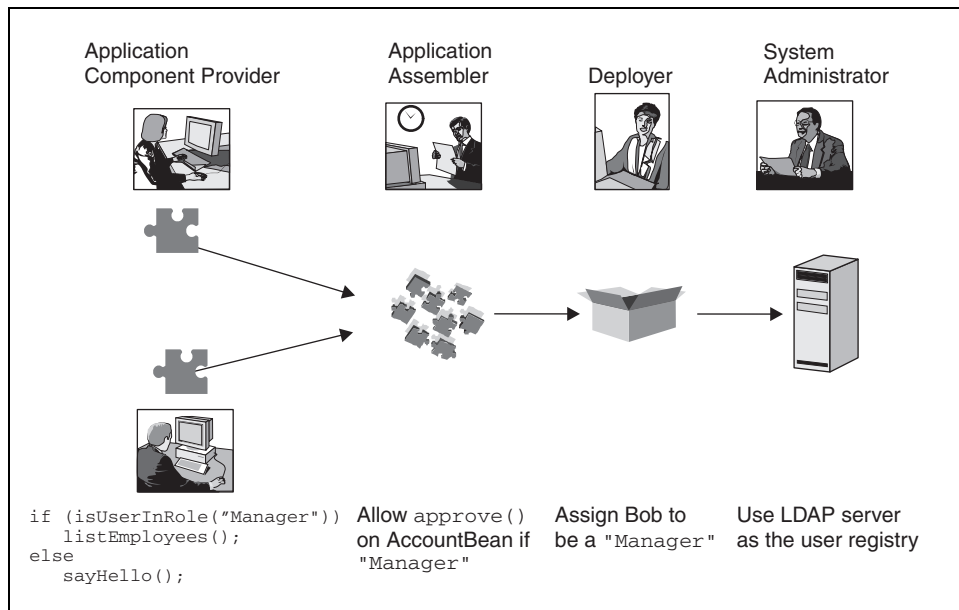 Application
Component Provider
Application
Assembler
Deployer
System
Administrator
if (isUserInRole(”Manager"))
   listEmployees();
else
   sayHello();
Allow approve()
on AccountBean if
"Manager"
Assign Bob to
be a "Manager"
Use LDAP server
as the user registry